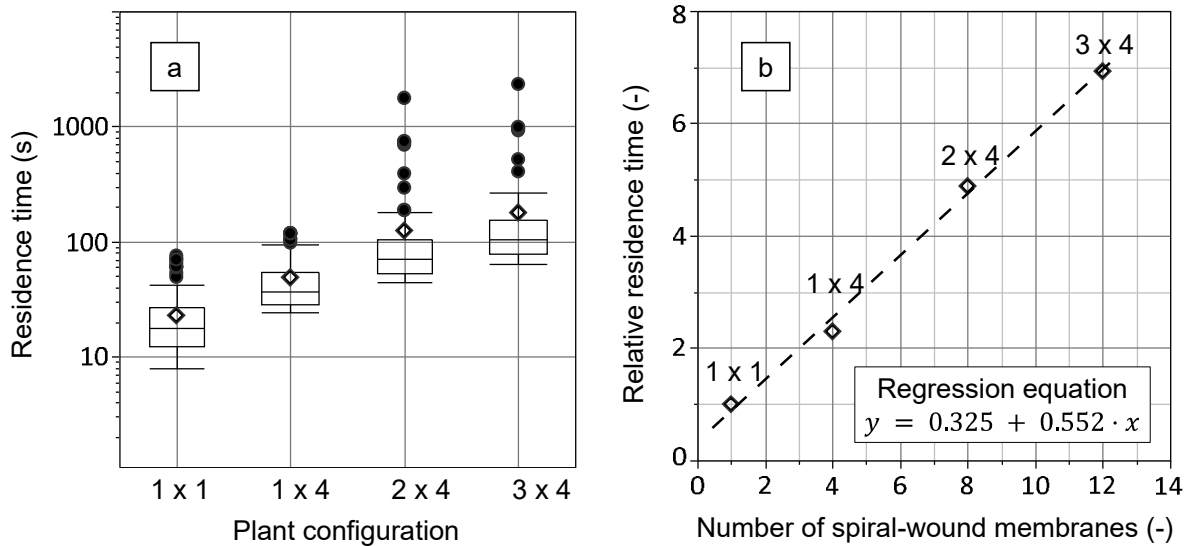 a
Residence time (s)
1000
100
10
1 x 1
1 x 4
2 x 4
3 x 4
Plant configuration
b
Relative residence time (-)
8
6
4
2
0
3 x 4
2 x 4
1 x 4
1 x 1
Regression equation
y = 0.325 + 0.552 · x
0
2
4
6
8
10
12
14
Number of spiral-wound membranes (-)